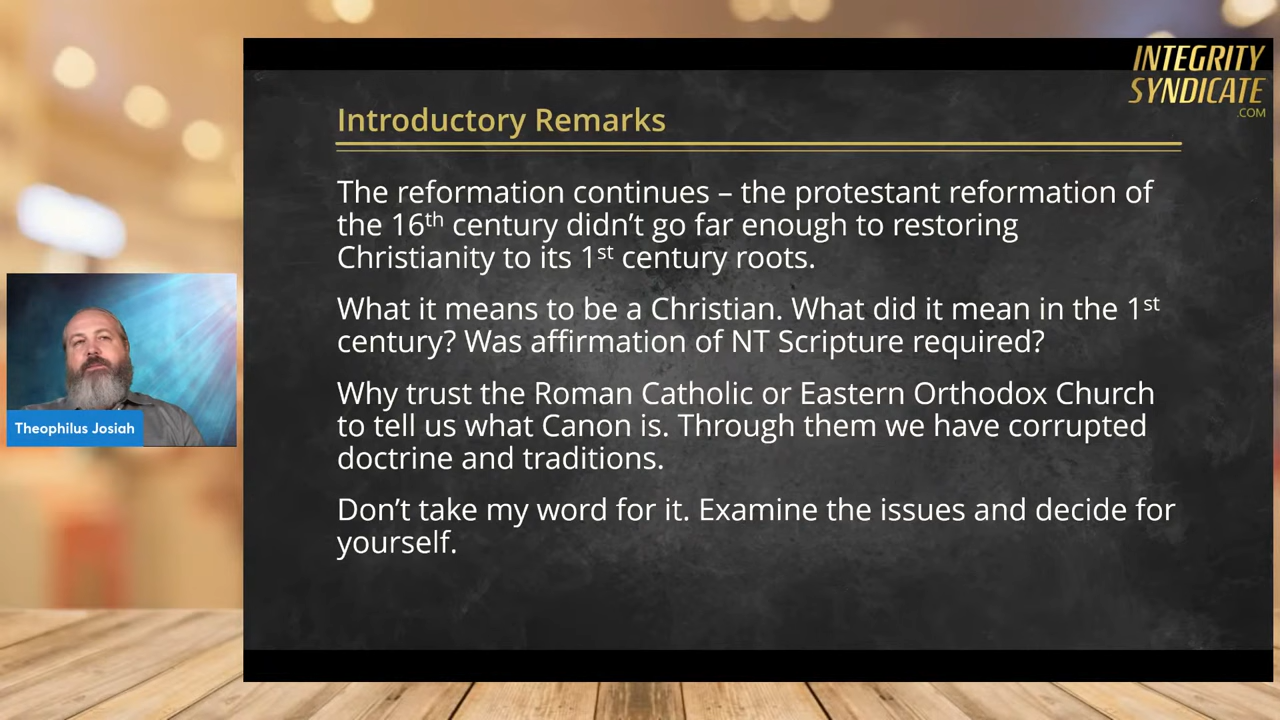 INTEGRITY
SYNDICATE
.COM
Introductory Remarks
The reformation continues – the protestant reformation of
the 16th century didn’t go far enough to restoring
Christianity to its 1st century roots.
What it means to be a Christian. What did it mean in the 1st
century? Was affirmation of NT Scripture required?
Why trust the Roman Catholic or Eastern Orthodox Church
to tell us what Canon is. Through them we have corrupted
doctrine and traditions.
Don’t take my word for it. Examine the issues and decide for
yourself.
Theophilus Josiah